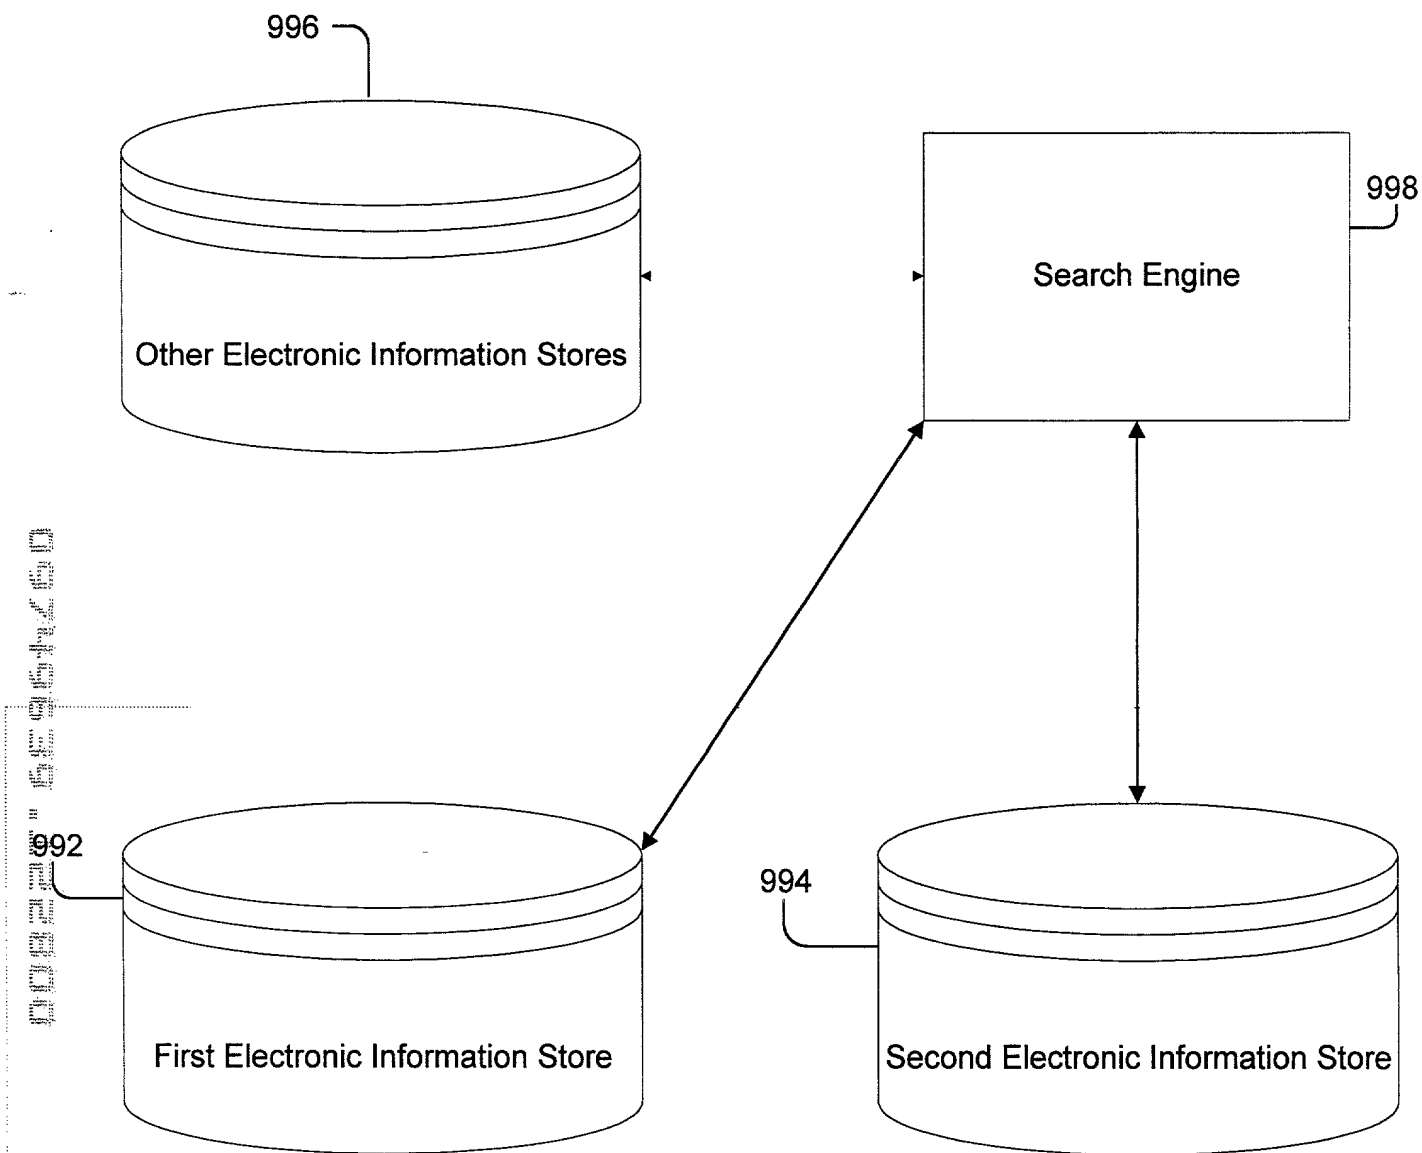 996
998
Search Engine
Other Electronic Information Stores
992
994
First Electronic Information Store
Second Electronic Information Store